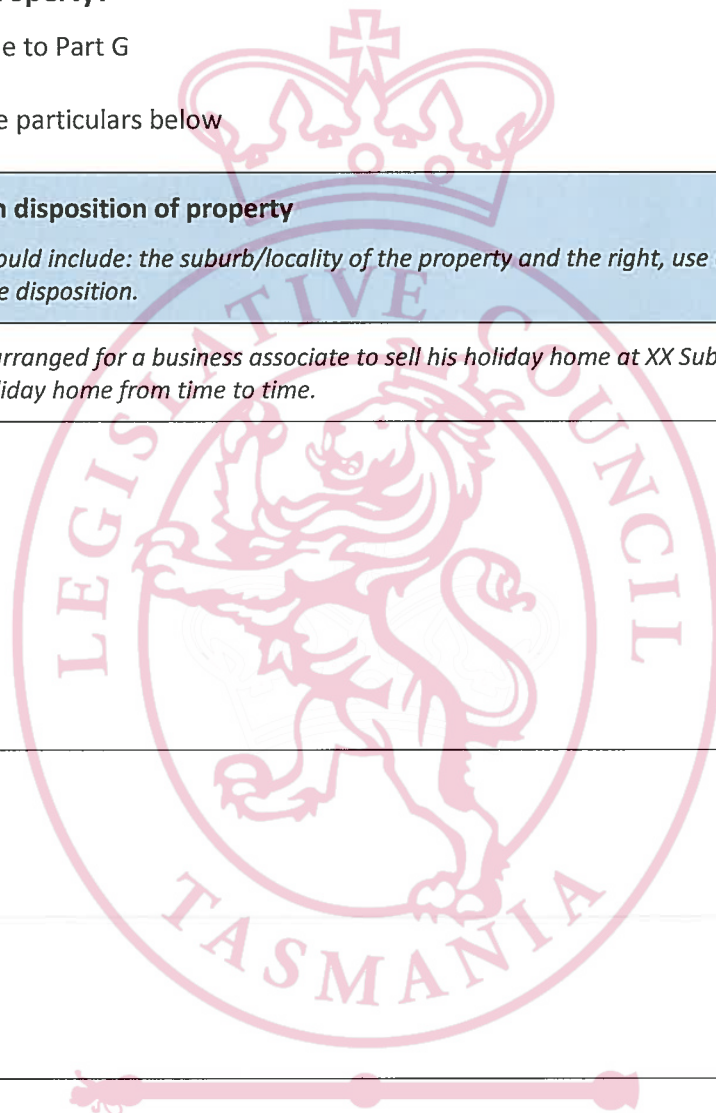 operty?
e to Part G
e particulars below
n disposition of property
ould include: the suburb/locality of the property and the right, use
e disposition.
arranged for a business associate to sell his holiday home at XX Sub
liday home from time to time.
LEGISLATIVE COUNCIL
TASMANIA